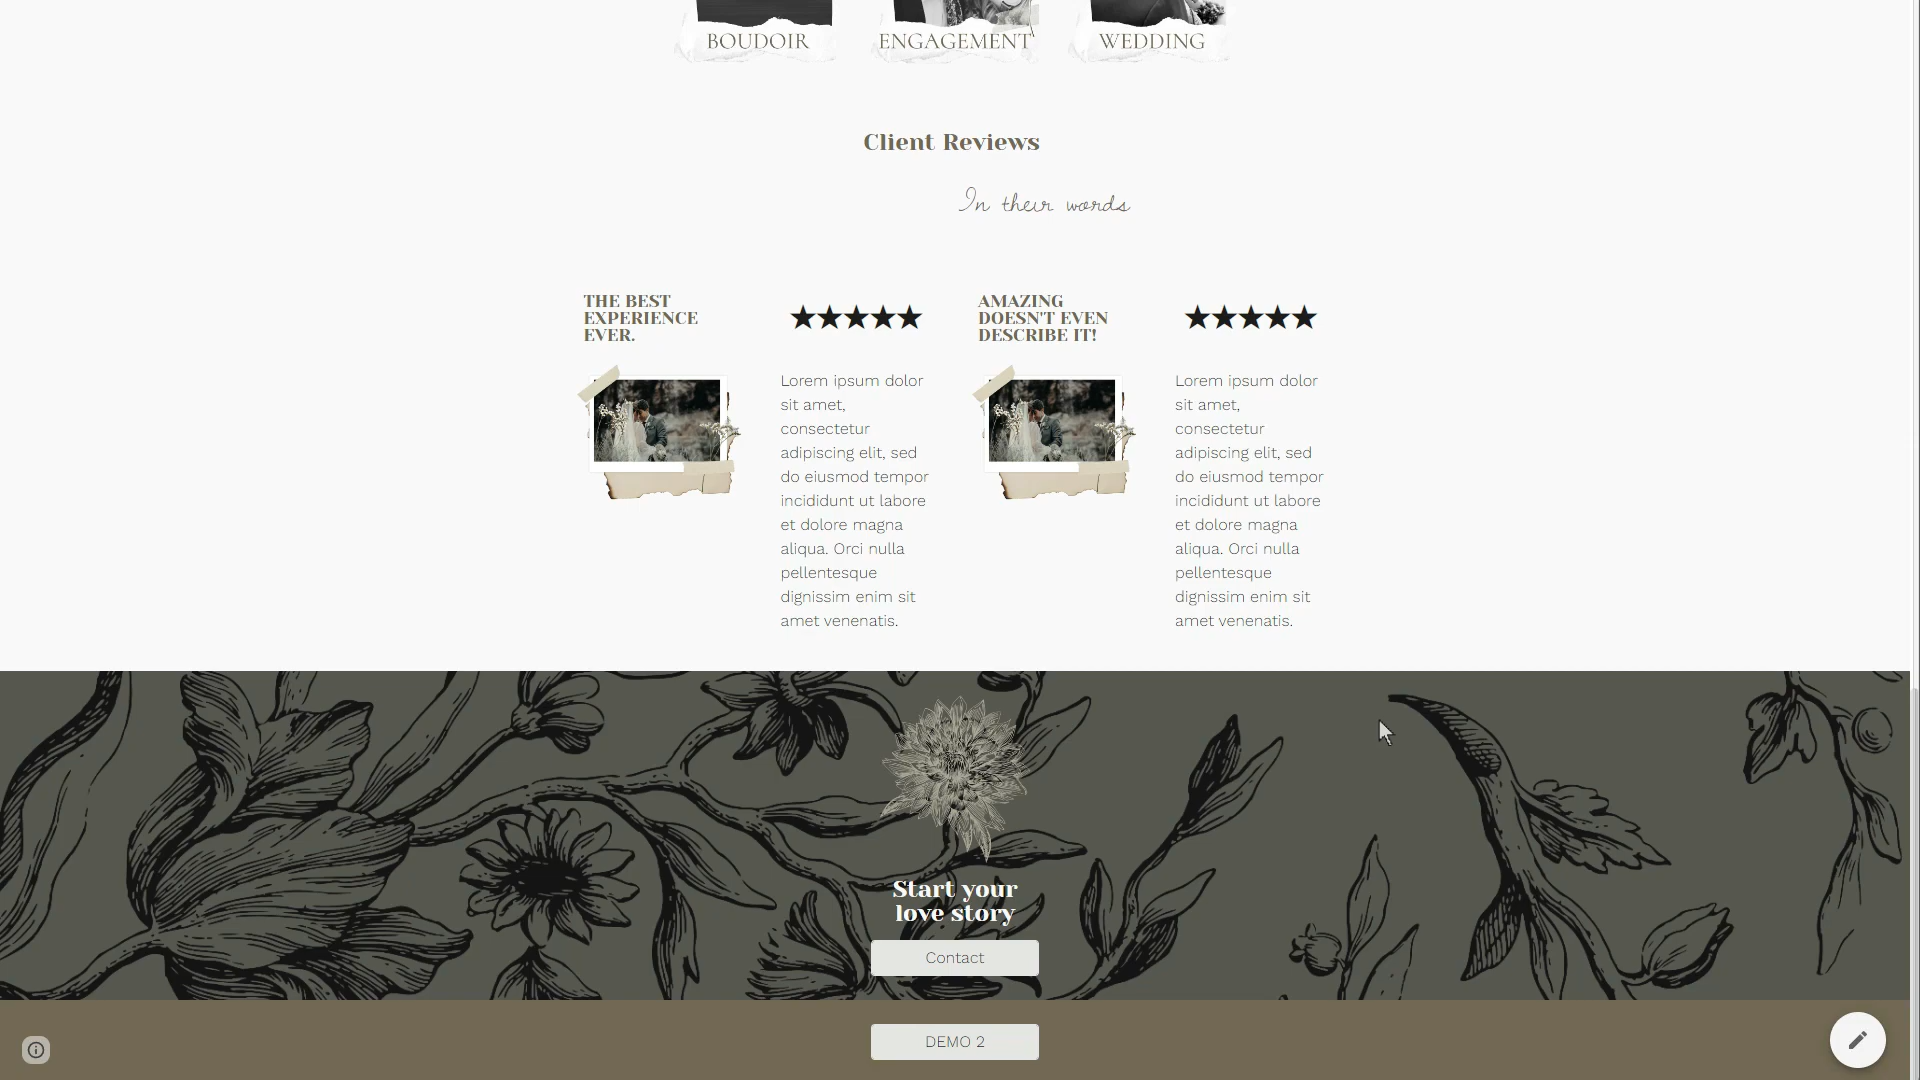 BOUDOIR
ENGAGEMENT
WEDDING
Client Reviews
In their words
THE BEST
EXPERIENCE
EVER.
★★★★★
Lorem ipsum dolor
sit amet,
consectetur
adipiscing elit, sed
do eiusmod tempor
incididunt ut labore
et dolore magna
aliqua. Orci nulla
pellentesque
dignissim enim sit
amet venenatis.
AMAZING
DOESN'T EVEN
DESCRIBE IT!
★★★★★
Lorem ipsum dolor
sit amet,
consectetur
adipiscing elit, sed
do eiusmod tempor
incididunt ut labore
et dolore magna
aliqua. Orci nulla
pellentesque
dignissim enim sit
amet venenatis.
Start your
love story
Contact
DEMO 2